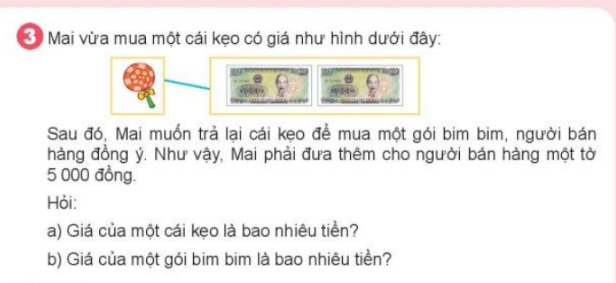 3 Mai vừa mua một cái kẹo có giá như hình dưới đây:
Sau đó, Mai muốn trả lại cái kẹo để mua một gói bim bim, người bán
hàng đồng ý. Như vậy, Mai phải đưa thêm cho người bán hàng một tờ
5 000 đồng.
Hỏi:
a) Giá của một cái kẹo là bao nhiêu tiền?
b) Giá của một gói bim bim là bao nhiêu tiền?